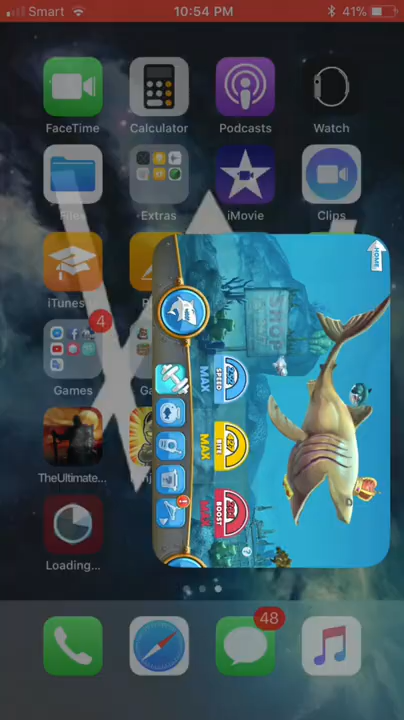 Smart 10:54 PM 41%
FaceTime Calculator Podcasts Watch
Files Extras iMovie Clips
iTunes
4
Games
TheUltimate...
Loading...
48
HOME
SHOP
MAX SPEED
MAX BITE
MAX BOOST
!
?